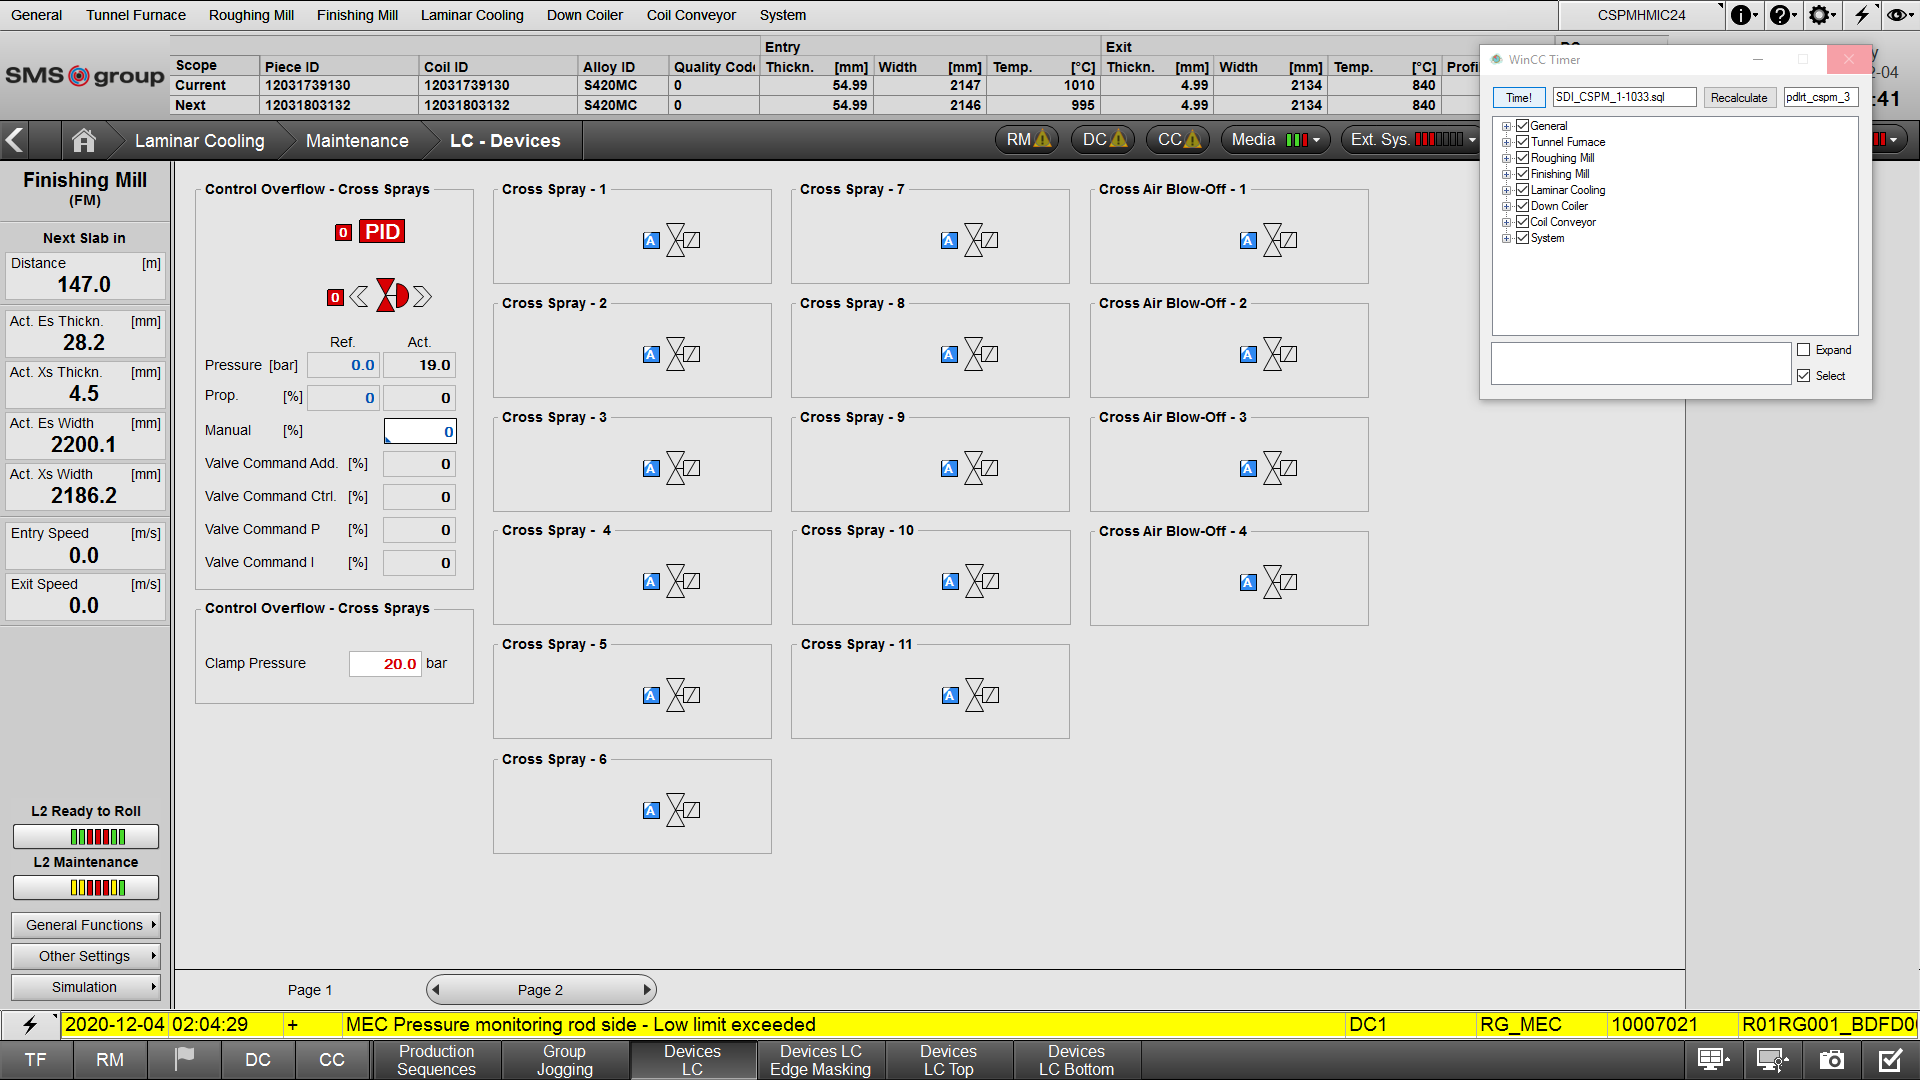 General Tunnel Furnace Roughing Mill Finishing Mill Laminar Cooling Down Coiler Coil Conveyor System CSPMHMIC24
SMS group
Entry Exit
Scope Piece ID Coil ID Alloy ID Quality Code Thickn. [mm] Width [mm] Temp. [°C] Thickn. [mm] Width [mm] Temp. [°C]
Current 12031739130 12031739130 S420MC 0 54.99 2147 1010 4.99 2134 840
Next 12031803132 12031803132 S420MC 0 54.99 2146 995 4.99 2134 840
-04
:41
Laminar Cooling Maintenance LC - Devices RM DC CC Media Ext. Sys.
WinCC Timer
Time! SDI_CSPM_1-1033.sql Recalculate pdlrt_cspm_3
General
Tunnel Furnace
Roughing Mill
Finishing Mill
Laminar Cooling
Down Coiler
Coil Conveyor
System
Expand
Select
Finishing Mill
(FM)
Next Slab in
Distance [m]
147.0
Act. Es Thickn. [mm]
28.2
Act. Xs Thickn. [mm]
4.5
Act. Es Width [mm]
2200.1
Act. Xs Width [mm]
2186.2
Entry Speed [m/s]
0.0
Exit Speed [m/s]
0.0
L2 Ready to Roll
L2 Maintenance
General Functions
Other Settings
Simulation
Control Overflow - Cross Sprays
0 PID
0
Ref. Act.
Pressure [bar] 0.0 19.0
Prop. [%] 0 0
Manual [%] 0
Valve Command Add. [%] 0
Valve Command Ctrl. [%] 0
Valve Command P [%] 0
Valve Command I [%] 0
Control Overflow - Cross Sprays
Clamp Pressure 20.0 bar
Cross Spray - 1
A
Cross Spray - 2
A
Cross Spray - 3
A
Cross Spray - 4
A
Cross Spray - 5
A
Cross Spray - 6
A
Cross Spray - 7
A
Cross Spray - 8
A
Cross Spray - 9
A
Cross Spray - 10
A
Cross Spray - 11
A
Cross Air Blow-Off - 1
A
Cross Air Blow-Off - 2
A
Cross Air Blow-Off - 3
A
Cross Air Blow-Off - 4
A
Page 1 Page 2
2020-12-04 02:04:29 + MEC Pressure monitoring rod side - Low limit exceeded DC1 RG_MEC 10007021 R01RG001_BDFD0
TF RM DC CC
Production Sequences
Group Jogging
Devices LC
Devices LC Edge Masking
Devices LC Top
Devices LC Bottom